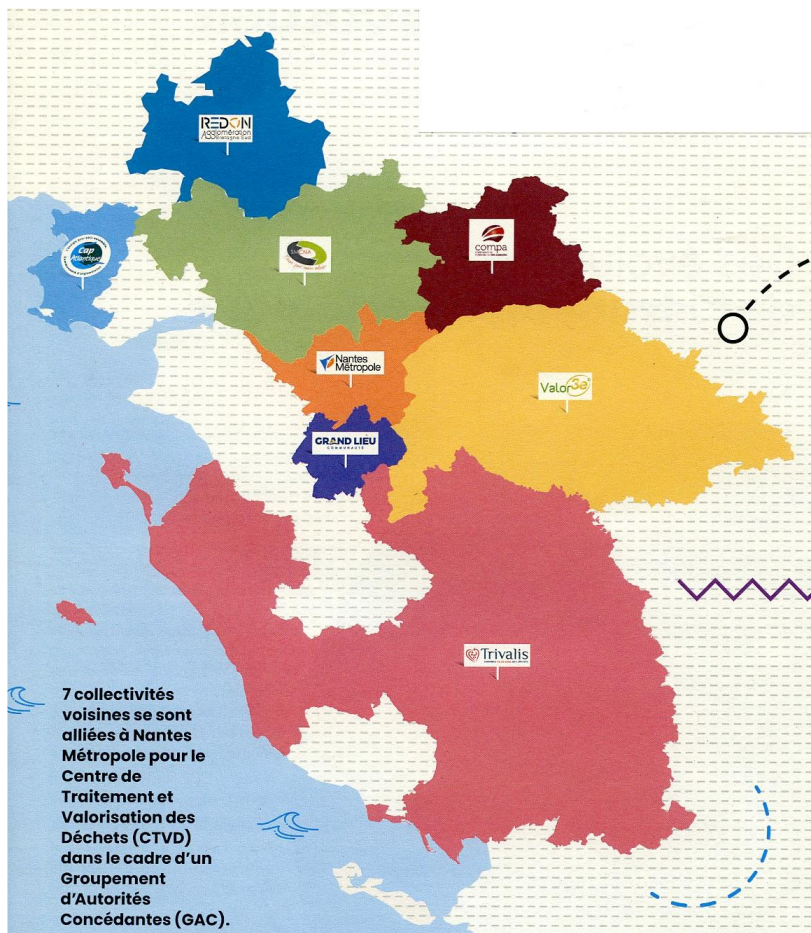 REDON
Agglomération
Bretagne Sud
Cap
Atlantique
compa
Nantes
Métropole
Valor3e
GRAND LIEU
COMMUNAUTÉ
Trivalis
7 collectivités
voisines se sont
alliées à Nantes
Métropole pour le
Centre de
Traitement et
Valorisation des
Déchets (CTVD)
dans le cadre d'un
Groupement
d'Autorités
Concédantes (GAC).